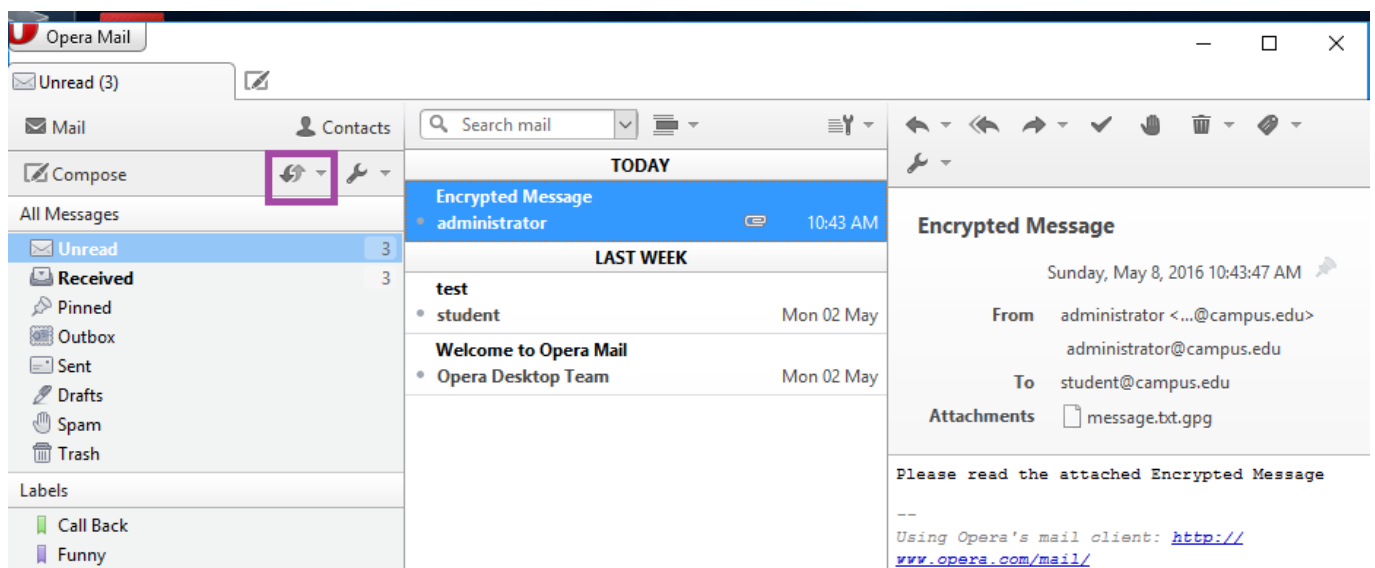 Opera Mail
Unread (3)
Mail
Contacts
Compose
All Messages
Unread 3
Received 3
Pinned
Outbox
Sent
Drafts
Spam
Trash
Labels
Call Back
Funny
Search mail
TODAY
Encrypted Message
administrator 10:43 AM
LAST WEEK
test
student Mon 02 May
Welcome to Opera Mail
Opera Desktop Team Mon 02 May
Encrypted Message
Sunday, May 8, 2016 10:43:47 AM
From administrator <...@campus.edu>
administrator@campus.edu
To student@campus.edu
Attachments message.txt.gpg
Please read the attached Encrypted Message
--
Using Opera's mail client: http://
www.opera.com/mail/